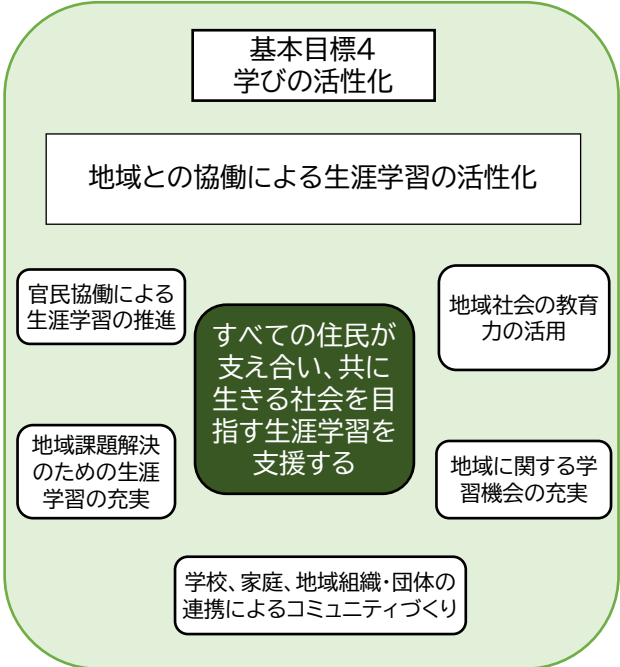 基本目標4
学びの活性化
地域との協働による生涯学習の活性化
官民協働による
生涯学習の推進
地域社会の教育
力の活用
すべての住民が
支え合い、共に
生きる社会を目
指す生涯学習を
支援する
地域課題解決
のための生涯
学習の充実
地域に関する学
習機会の充実
学校、家庭、地域組織・団体の
連携によるコミュニティづくり